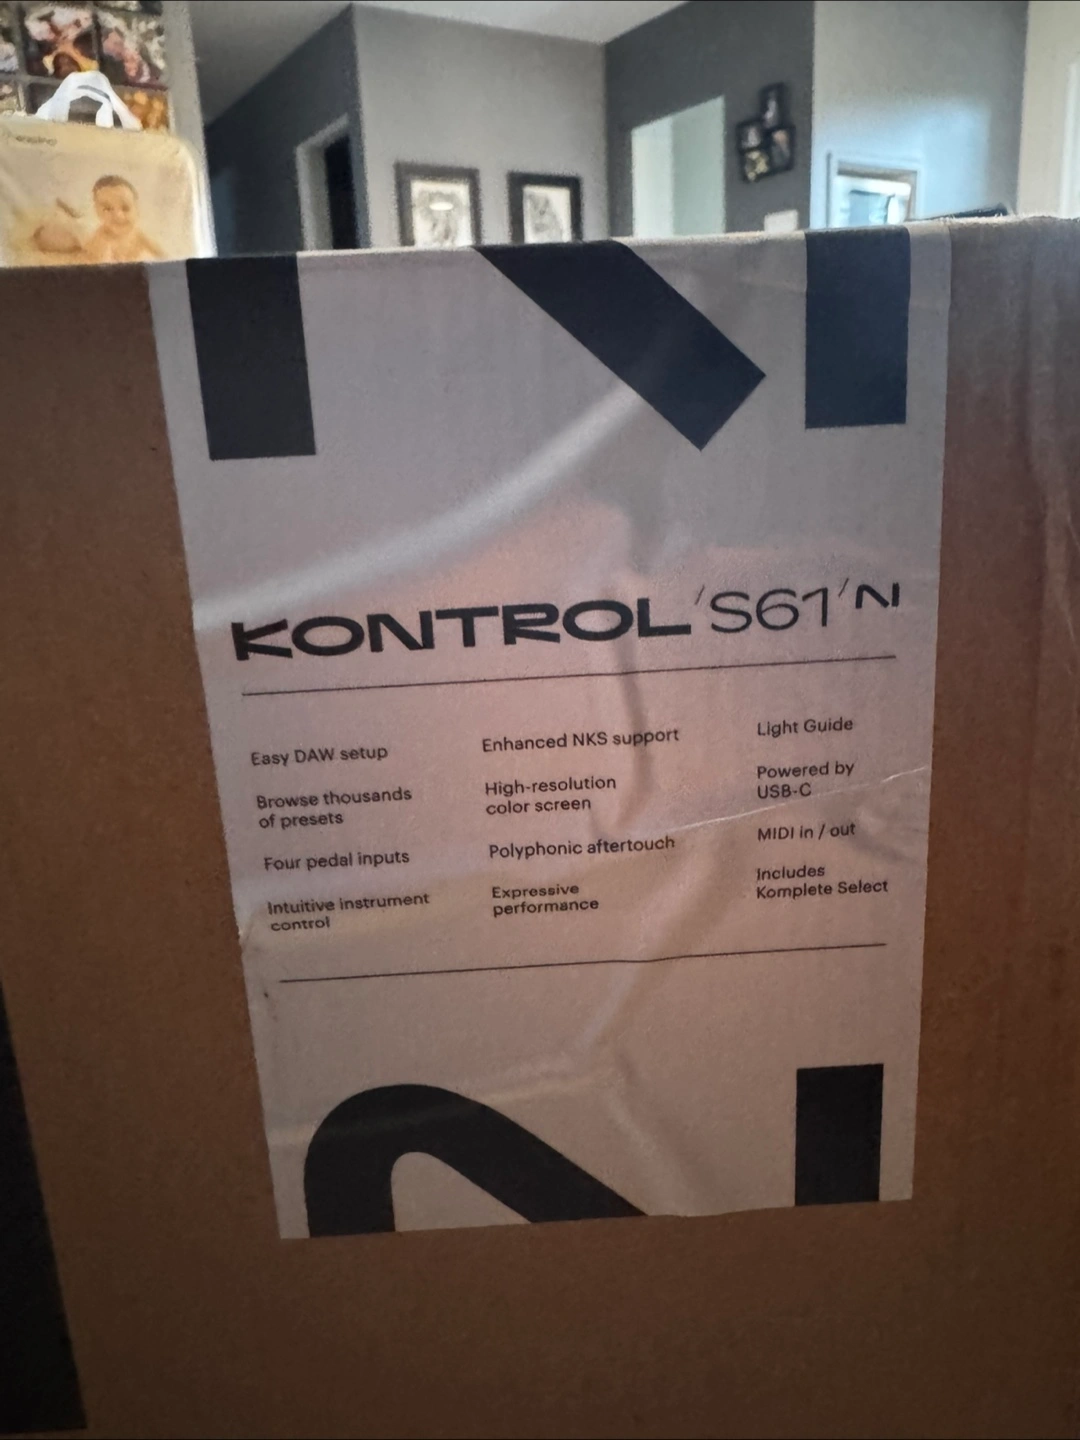 KONTROL'S61'N
Easy DAW setup
Browse thousands
of presets
Four pedal inputs
Intuitive instrument
control
Enhanced NKS support
High-resolution
color screen
Polyphonic aftertouch
Expressive
performance
Light Guide
Powered by
USB-C
MIDI in / out
Includes
Komplete Select